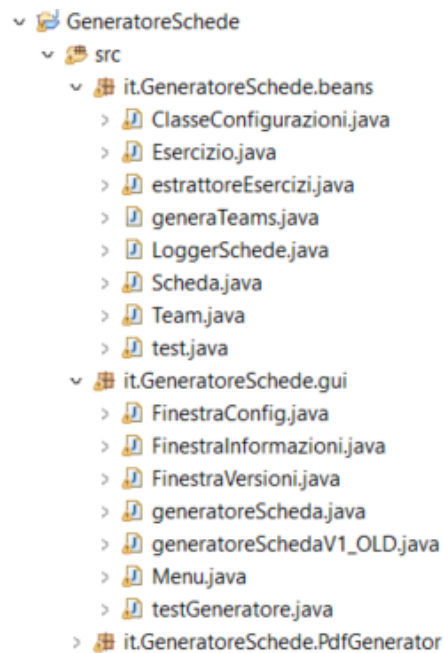 GeneratoreSchede
src
it.GeneratoreSchede.beans
ClasseConfigurazioni.java
Esercizio.java
estrattoreEsercizi.java
generaTeams.java
LoggerSchede.java
Scheda.java
Team.java
test.java
it.GeneratoreSchede.gui
FinestraConfig.java
FinestraInformazioni.java
FinestraVersioni.java
generatoreScheda.java
generatoreSchedaV1_OLD.java
Menu.java
testGeneratore.java
it.GeneratoreSchede.PdfGenerator